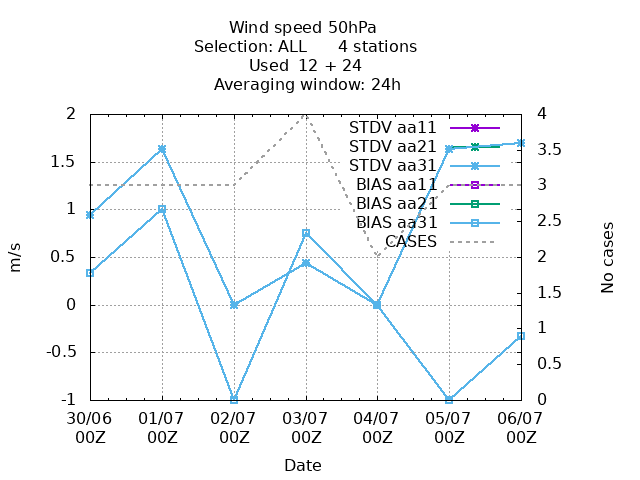 Wind speed 50hPa
Selection: ALL      4 stations
Used  12 + 24
Averaging window: 24h
2
1.5
1
0.5
0
-0.5
-1
m/s
4
3.5
3
2.5
2
1.5
1
0.5
0
No cases
STDV aa11
STDV aa21
STDV aa31
BIAS aa11
BIAS aa21
BIAS aa31
CASES
30/06 01/07 02/07 03/07 04/07 05/07 06/07
00Z 00Z 00Z 00Z 00Z 00Z 00Z
Date